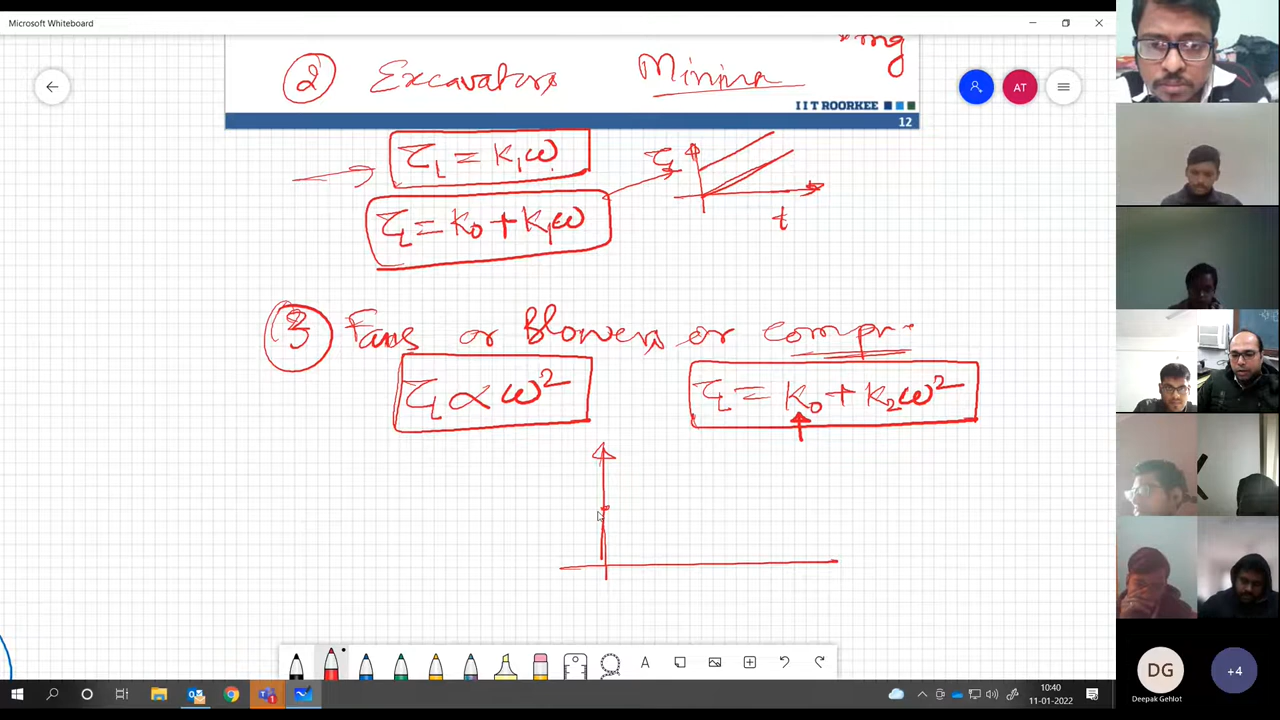 Microsoft Whiteboard
ing
② Excavators Mining
AT
IIT ROORKEE
12
τL = K₁ω
τL
τL = K₀ + K₁ω
t
③ Fans or Blowers or compr.
τL ∝ ω²
τL = K₀ + K₂ω²
A
DG
+4
Deepak Gehlot
10:40
11-01-2022